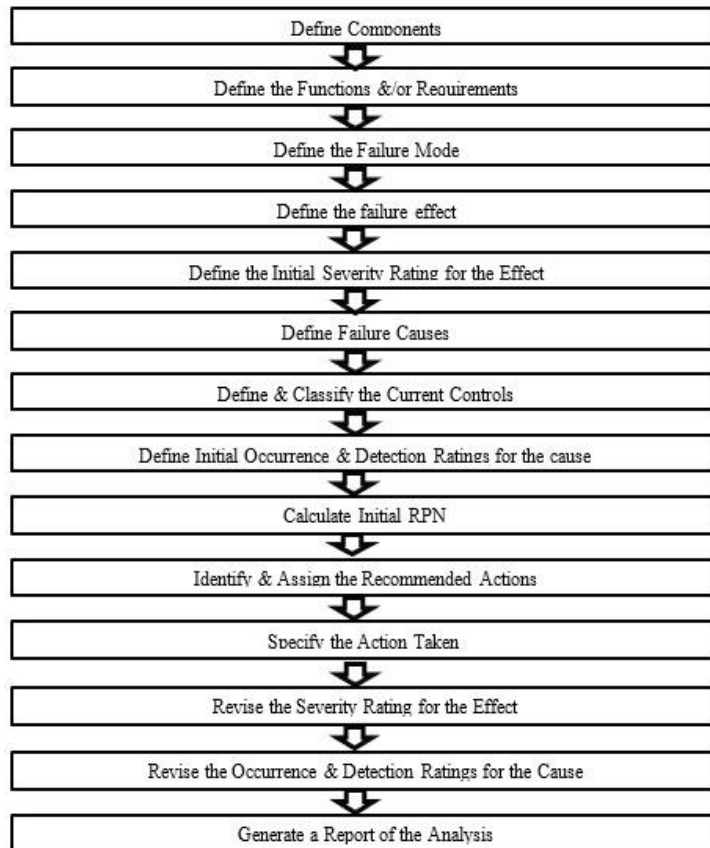 Define Components
Define the Functions &/or Requirements
Define the Failure Mode
Define the failure effect
Define the Initial Severity Rating for the Effect
Define Failure Causes
Define & Classify the Current Controls
Define Initial Occurrence & Detection Ratings for the cause
Calculate Initial RPN
Identify & Assign the Recommended Actions
Specify the Action Taken
Revise the Severity Rating for the Effect
Revise the Occurrence & Detection Ratings for the Cause
Generate a Report of the Analysis